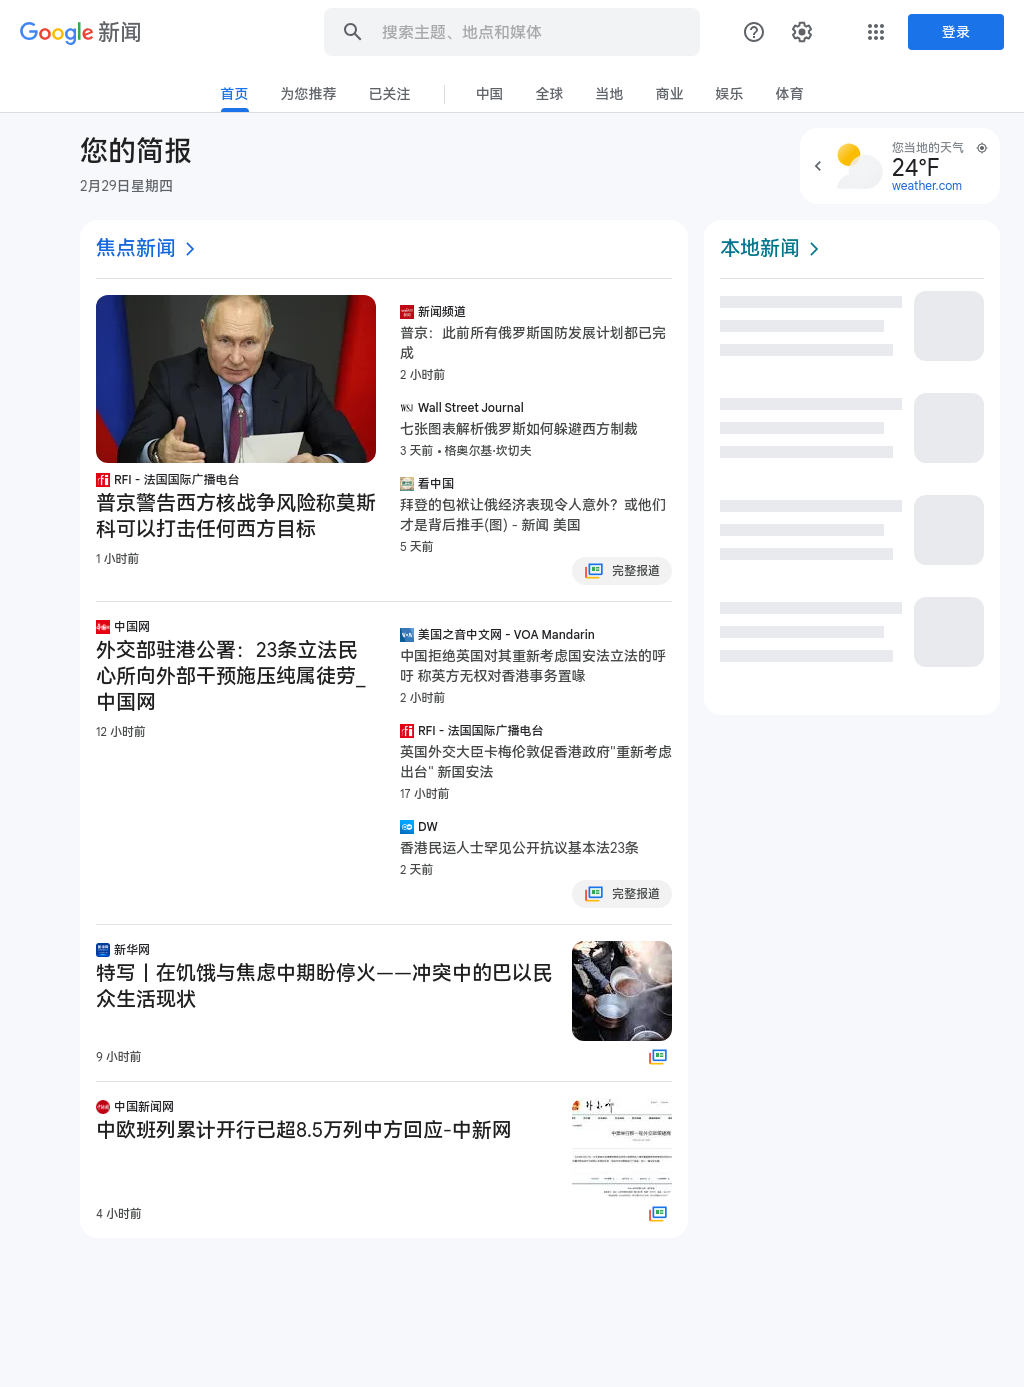 Google 新闻
搜索主题、地点和媒体
登录
首页
为您推荐
已关注
中国
全球
当地
商业
娱乐
体育
您的简报
2月29日星期四
您当地的天气
24°F
weather.com
焦点新闻
RFI - 法国国际广播电台
普京警告西方核战争风险称莫斯
科可以打击任何西方目标
1 小时前
新闻频道
普京：此前所有俄罗斯国防发展计划都已完
成
2 小时前
WSJ Wall Street Journal
七张图表解析俄罗斯如何躲避西方制裁
3 天前 • 格奥尔基·坎切夫
看中国
拜登的包袱让俄经济表现令人意外？或他们
才是背后推手(图) - 新闻 美国
5 天前
完整报道
中国网
外交部驻港公署：23条立法民
心所向外部干预施压纯属徒劳_
中国网
12 小时前
美国之音中文网 - VOA Mandarin
中国拒绝英国对其重新考虑国安法立法的呼
吁 称英方无权对香港事务置喙
2 小时前
RFI - 法国国际广播电台
英国外交大臣卡梅伦敦促香港政府"重新考虑
出台" 新国安法
17 小时前
DW
香港民运人士罕见公开抗议基本法23条
2 天前
完整报道
新华网
特写丨在饥饿与焦虑中期盼停火——冲突中的巴以民
众生活现状
9 小时前
中国新闻网
中欧班列累计开行已超8.5万列中方回应-中新网
4 小时前
本地新闻